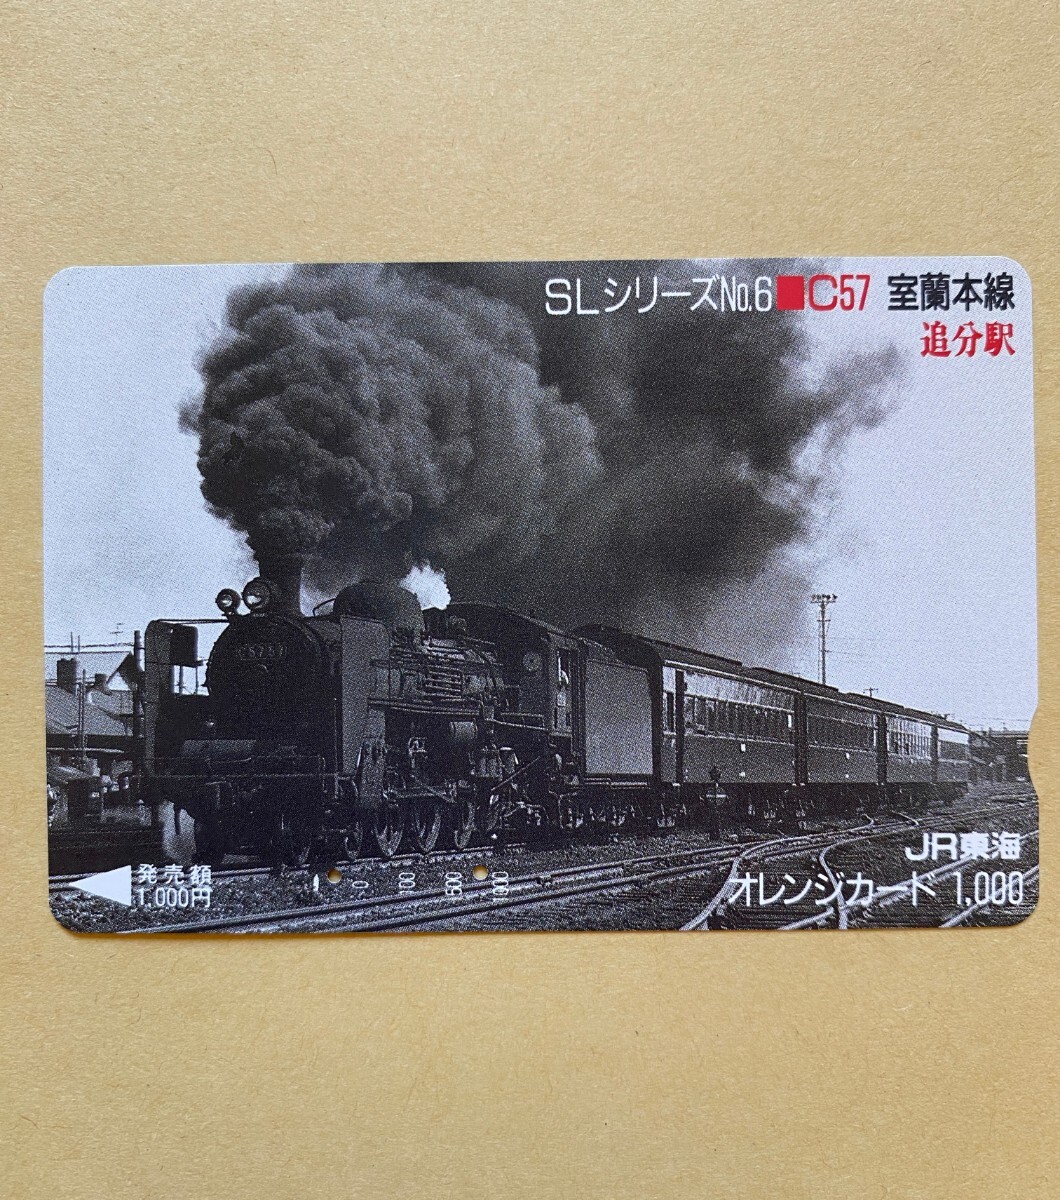 SLシリーズNo.6■C57 室蘭本線
追分駅
C5757
JR東海
オレンジカード 1,000
発売額
1,000円
0 100 500 1000